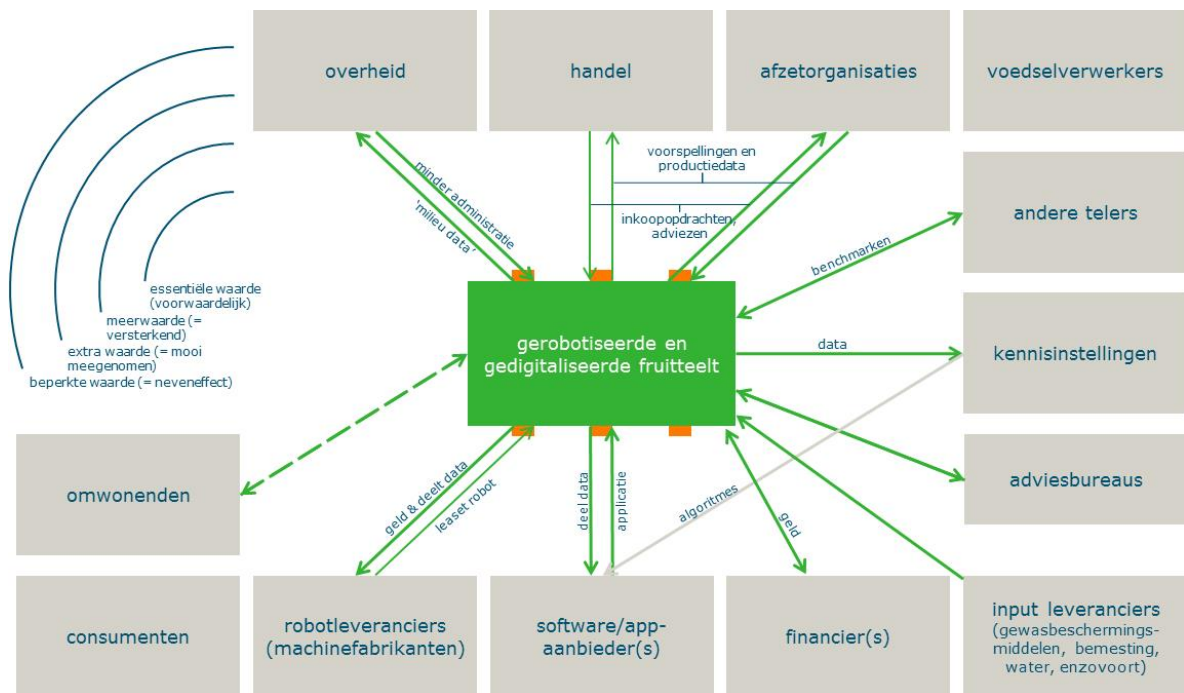 overheid
handel
afzetorganisaties
voedselverwerkers
voorspellingen en
productiedata
minder administratie
'milieu data'
inkoopopdrachten,
adviezen
andere telers
benchmarken
essentiële waarde
(voorwaardelijk)
meerwaarde (=
versterkend)
extra waarde (= mooi
meegenomen)
beperkte waarde (= neveneffect)
gerobotiseerde en
gedigitaliseerde fruitteelt
data
kennisinstellingen
omwonenden
geld & deelt data
leaset robot
deel data
applicatie
algoritmes
geld
adviesbureaus
consumenten
robotleveranciers
(machinefabrikanten)
software/app-
aanbieder(s)
financier(s)
input leveranciers
(gewasbeschermings-
middelen, bemesting,
water, enzovoort)